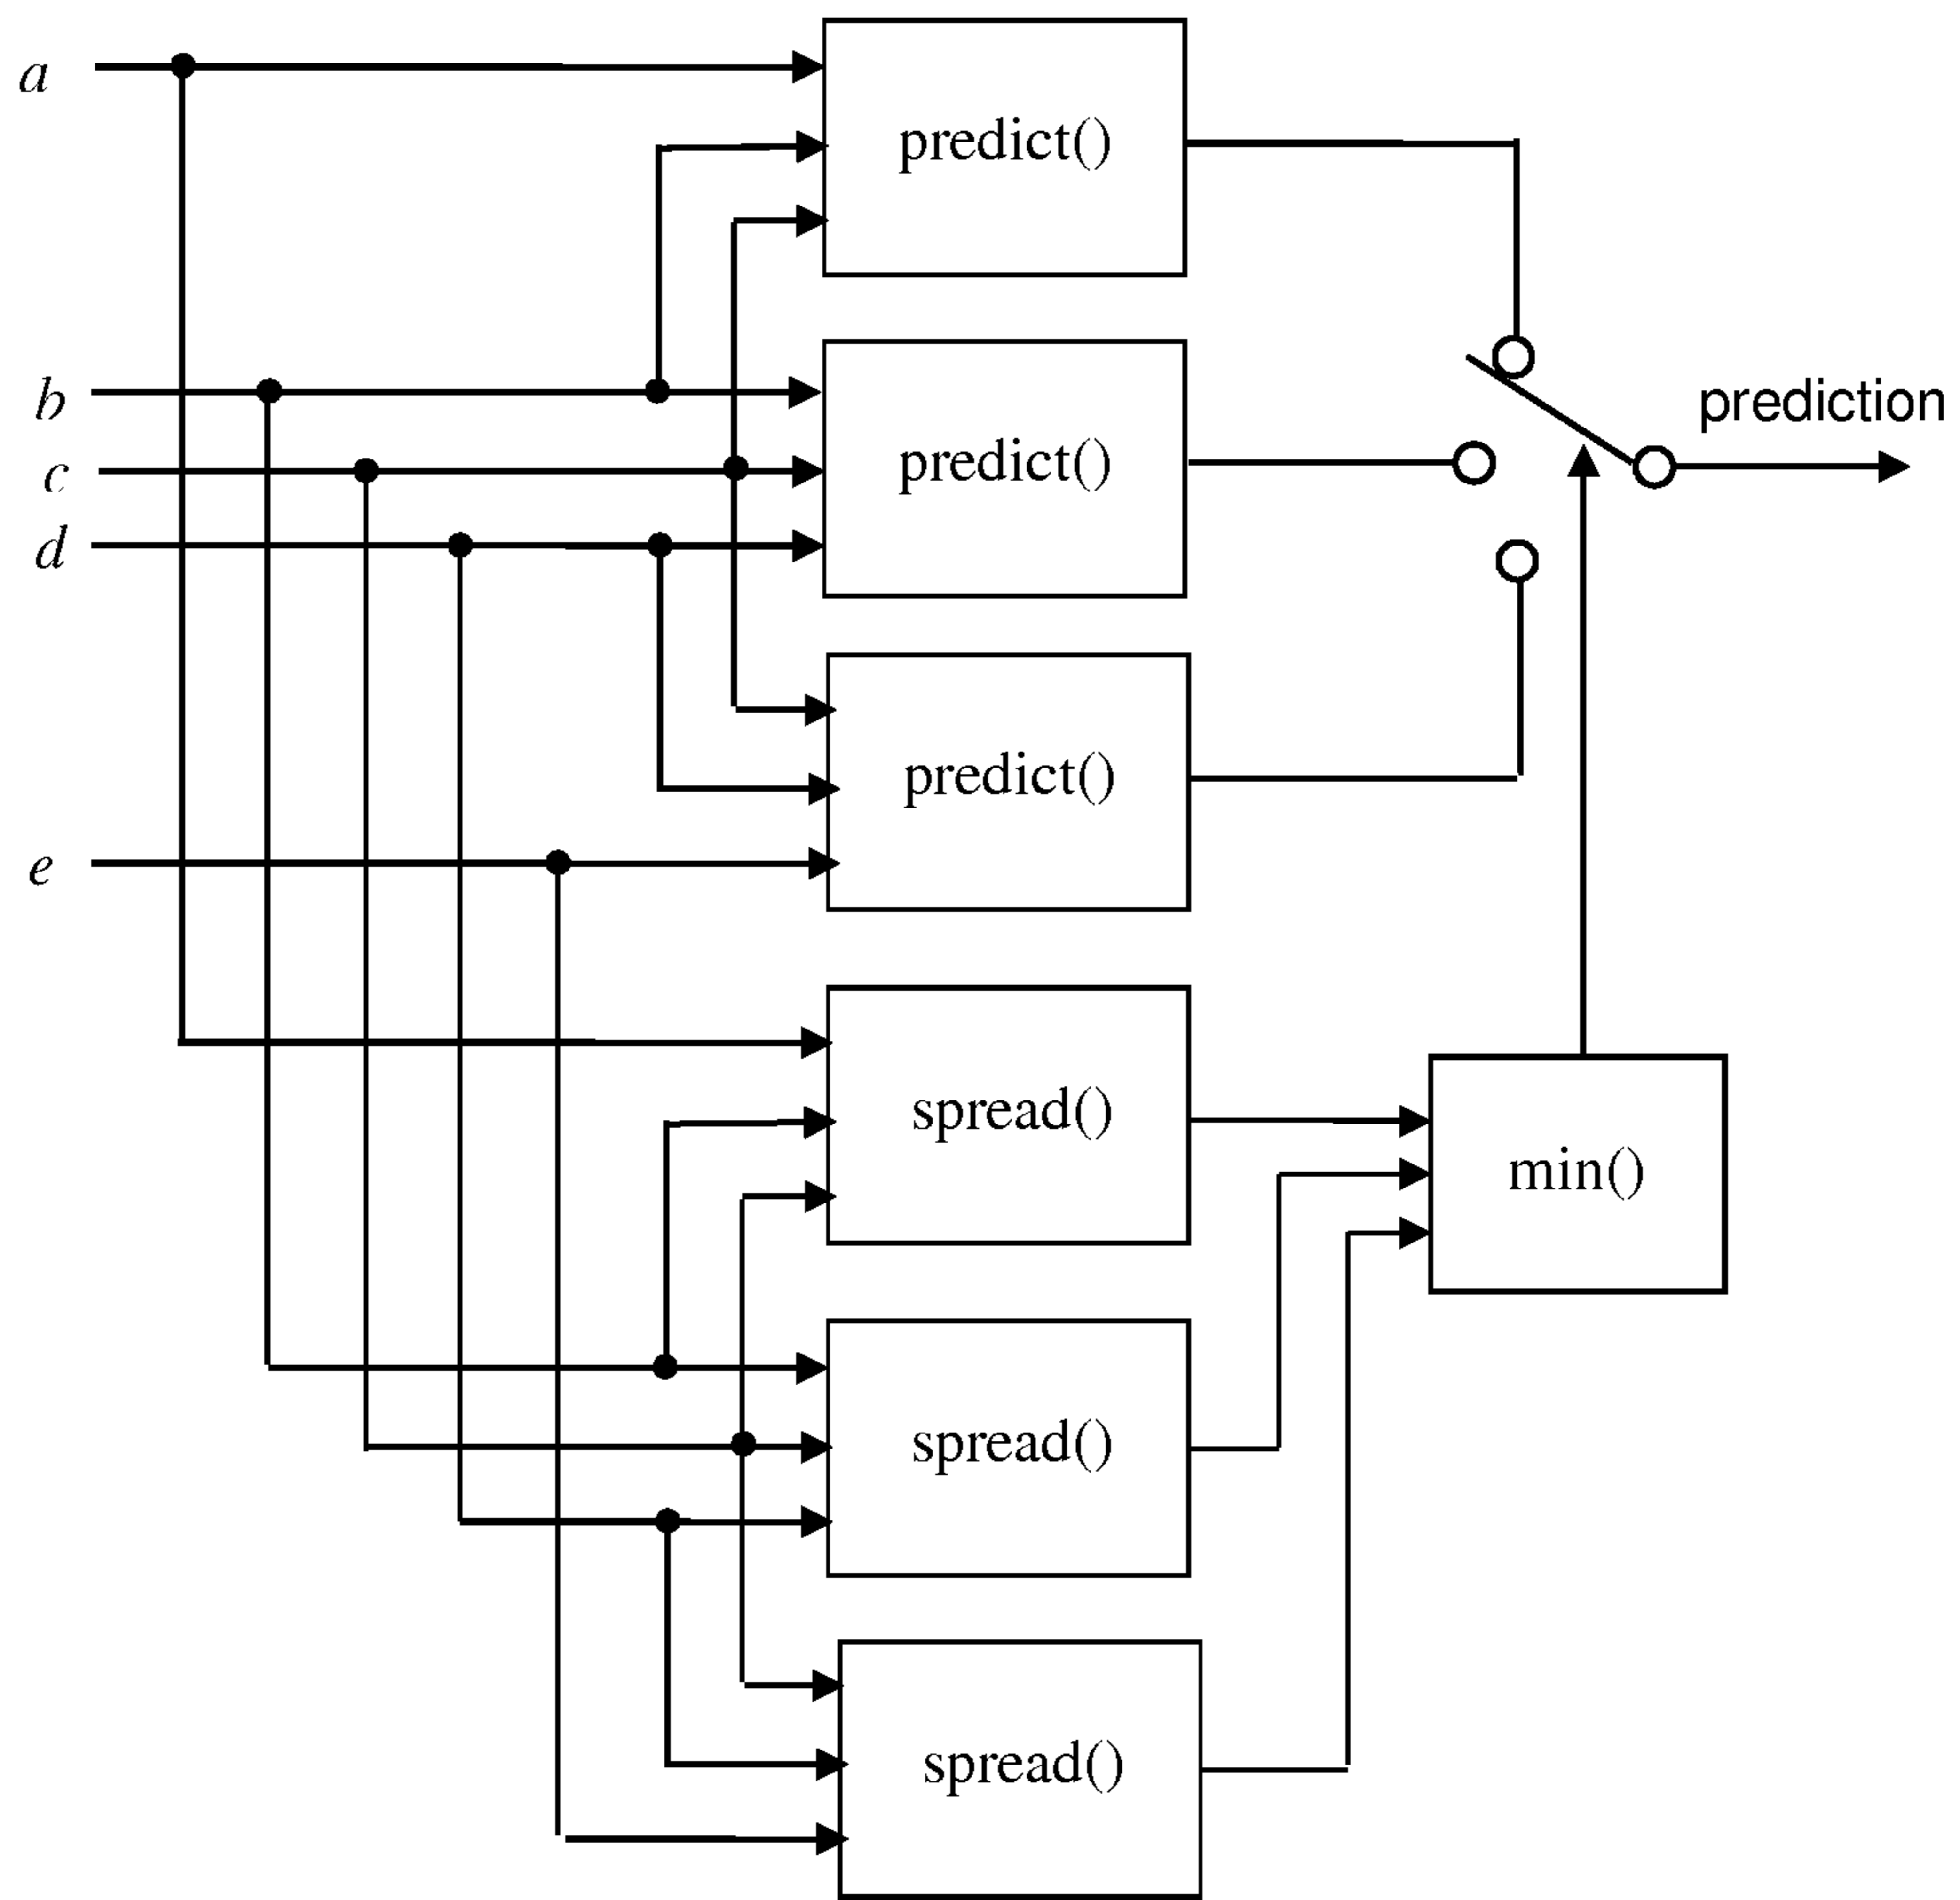 a
predict()
b
prediction
c
predict()
d
predict()
e
spread()
min()
spread()
spread()